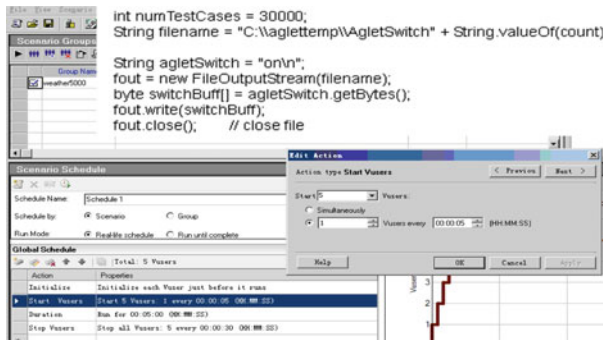 File View Scenario
int numTestCases = 30000;
String filename = "C:\\aglettemp\\AgletSwitch" + String.valueOf(count)
String agletSwitch = "on\n";
fout = new FileOutputStream(filename);
byte switchBuff[] = agletSwitch.getBytes();
fout.write(switchBuff);
fout.close(); // close file
Scenario Groups
Group Name
weather5000
Scenario Schedule
Schedule Name: Schedule 1
Schedule by: Scenario Group
Run Mode: Real-life schedule Run until complete
Global Schedule
Total: 5 Vusers
Action Properties
Initialize Initialize each Vuser just before it runs
Start Vusers Start 5 Vusers: 1 every 00:00:05 (HH:MM:SS)
Duration Run for 00:05:00 (HH:MM:SS)
Stop Vusers Stop all Vusers: 5 every 00:00:30 (HH:MM:SS)
Edit Action
Action type Start Vusers
< Previous Next >
Start 5 Vusers:
Simultaneously
1 Vusers every 00:00:05 (HH:MM:SS)
Help OK Cancel Apply
Vusers
3
2
1